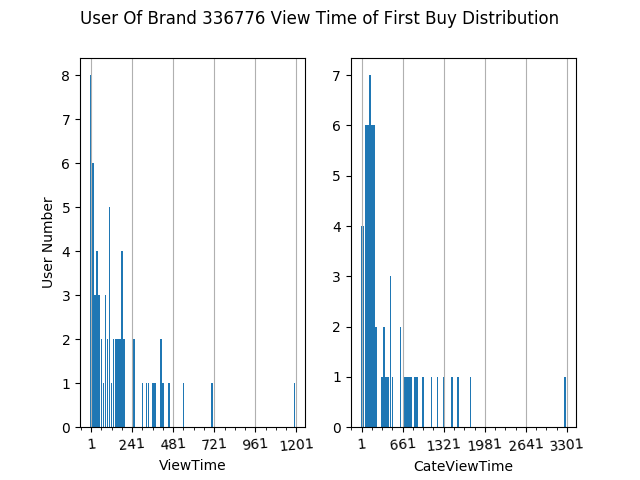 User Of Brand 336776 View Time of First Buy Distribution
User Number
8
7
6
5
4
3
2
1
0
1 241 481 721 961 1201
ViewTime
7
6
5
4
3
2
1
0
1 661 1321 1981 2641 3301
CateViewTime